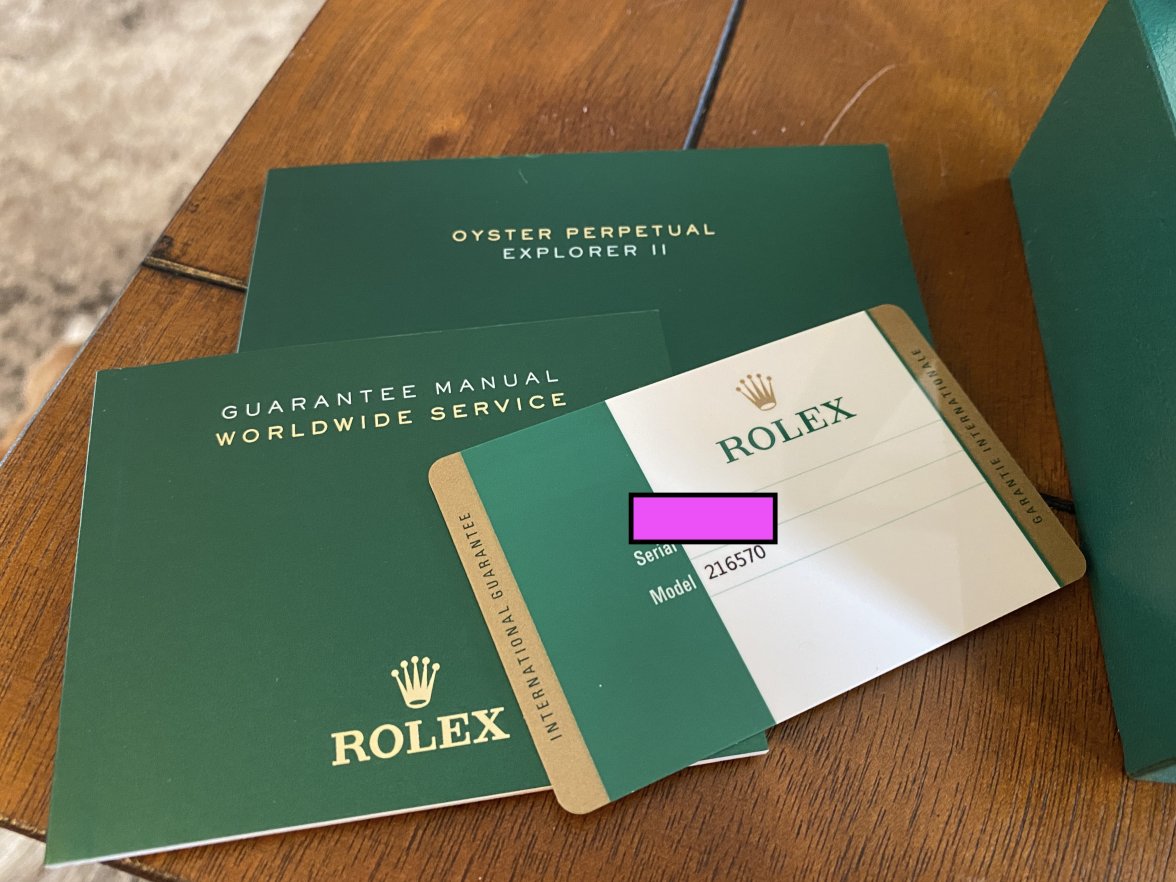 OYSTER PERPETUAL
EXPLORER II
GUARANTEE MANUAL
WORLDWIDE SERVICE
ROLEX
INTERNATIONAL GUARANTEE
ROLEX
Serial
Model 216570
GARANTIE INTERNATIONALE